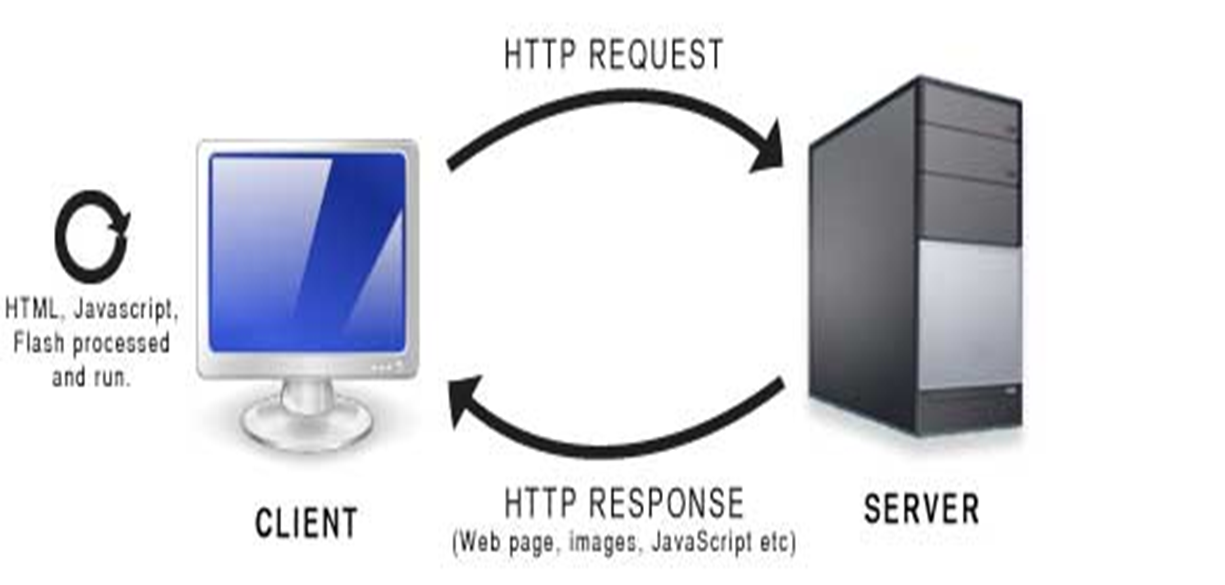 HTTP REQUEST
HTML, Javascript,
Flash processed
and run.
CLIENT
HTTP RESPONSE
(Web page, images, JavaScript etc)
SERVER